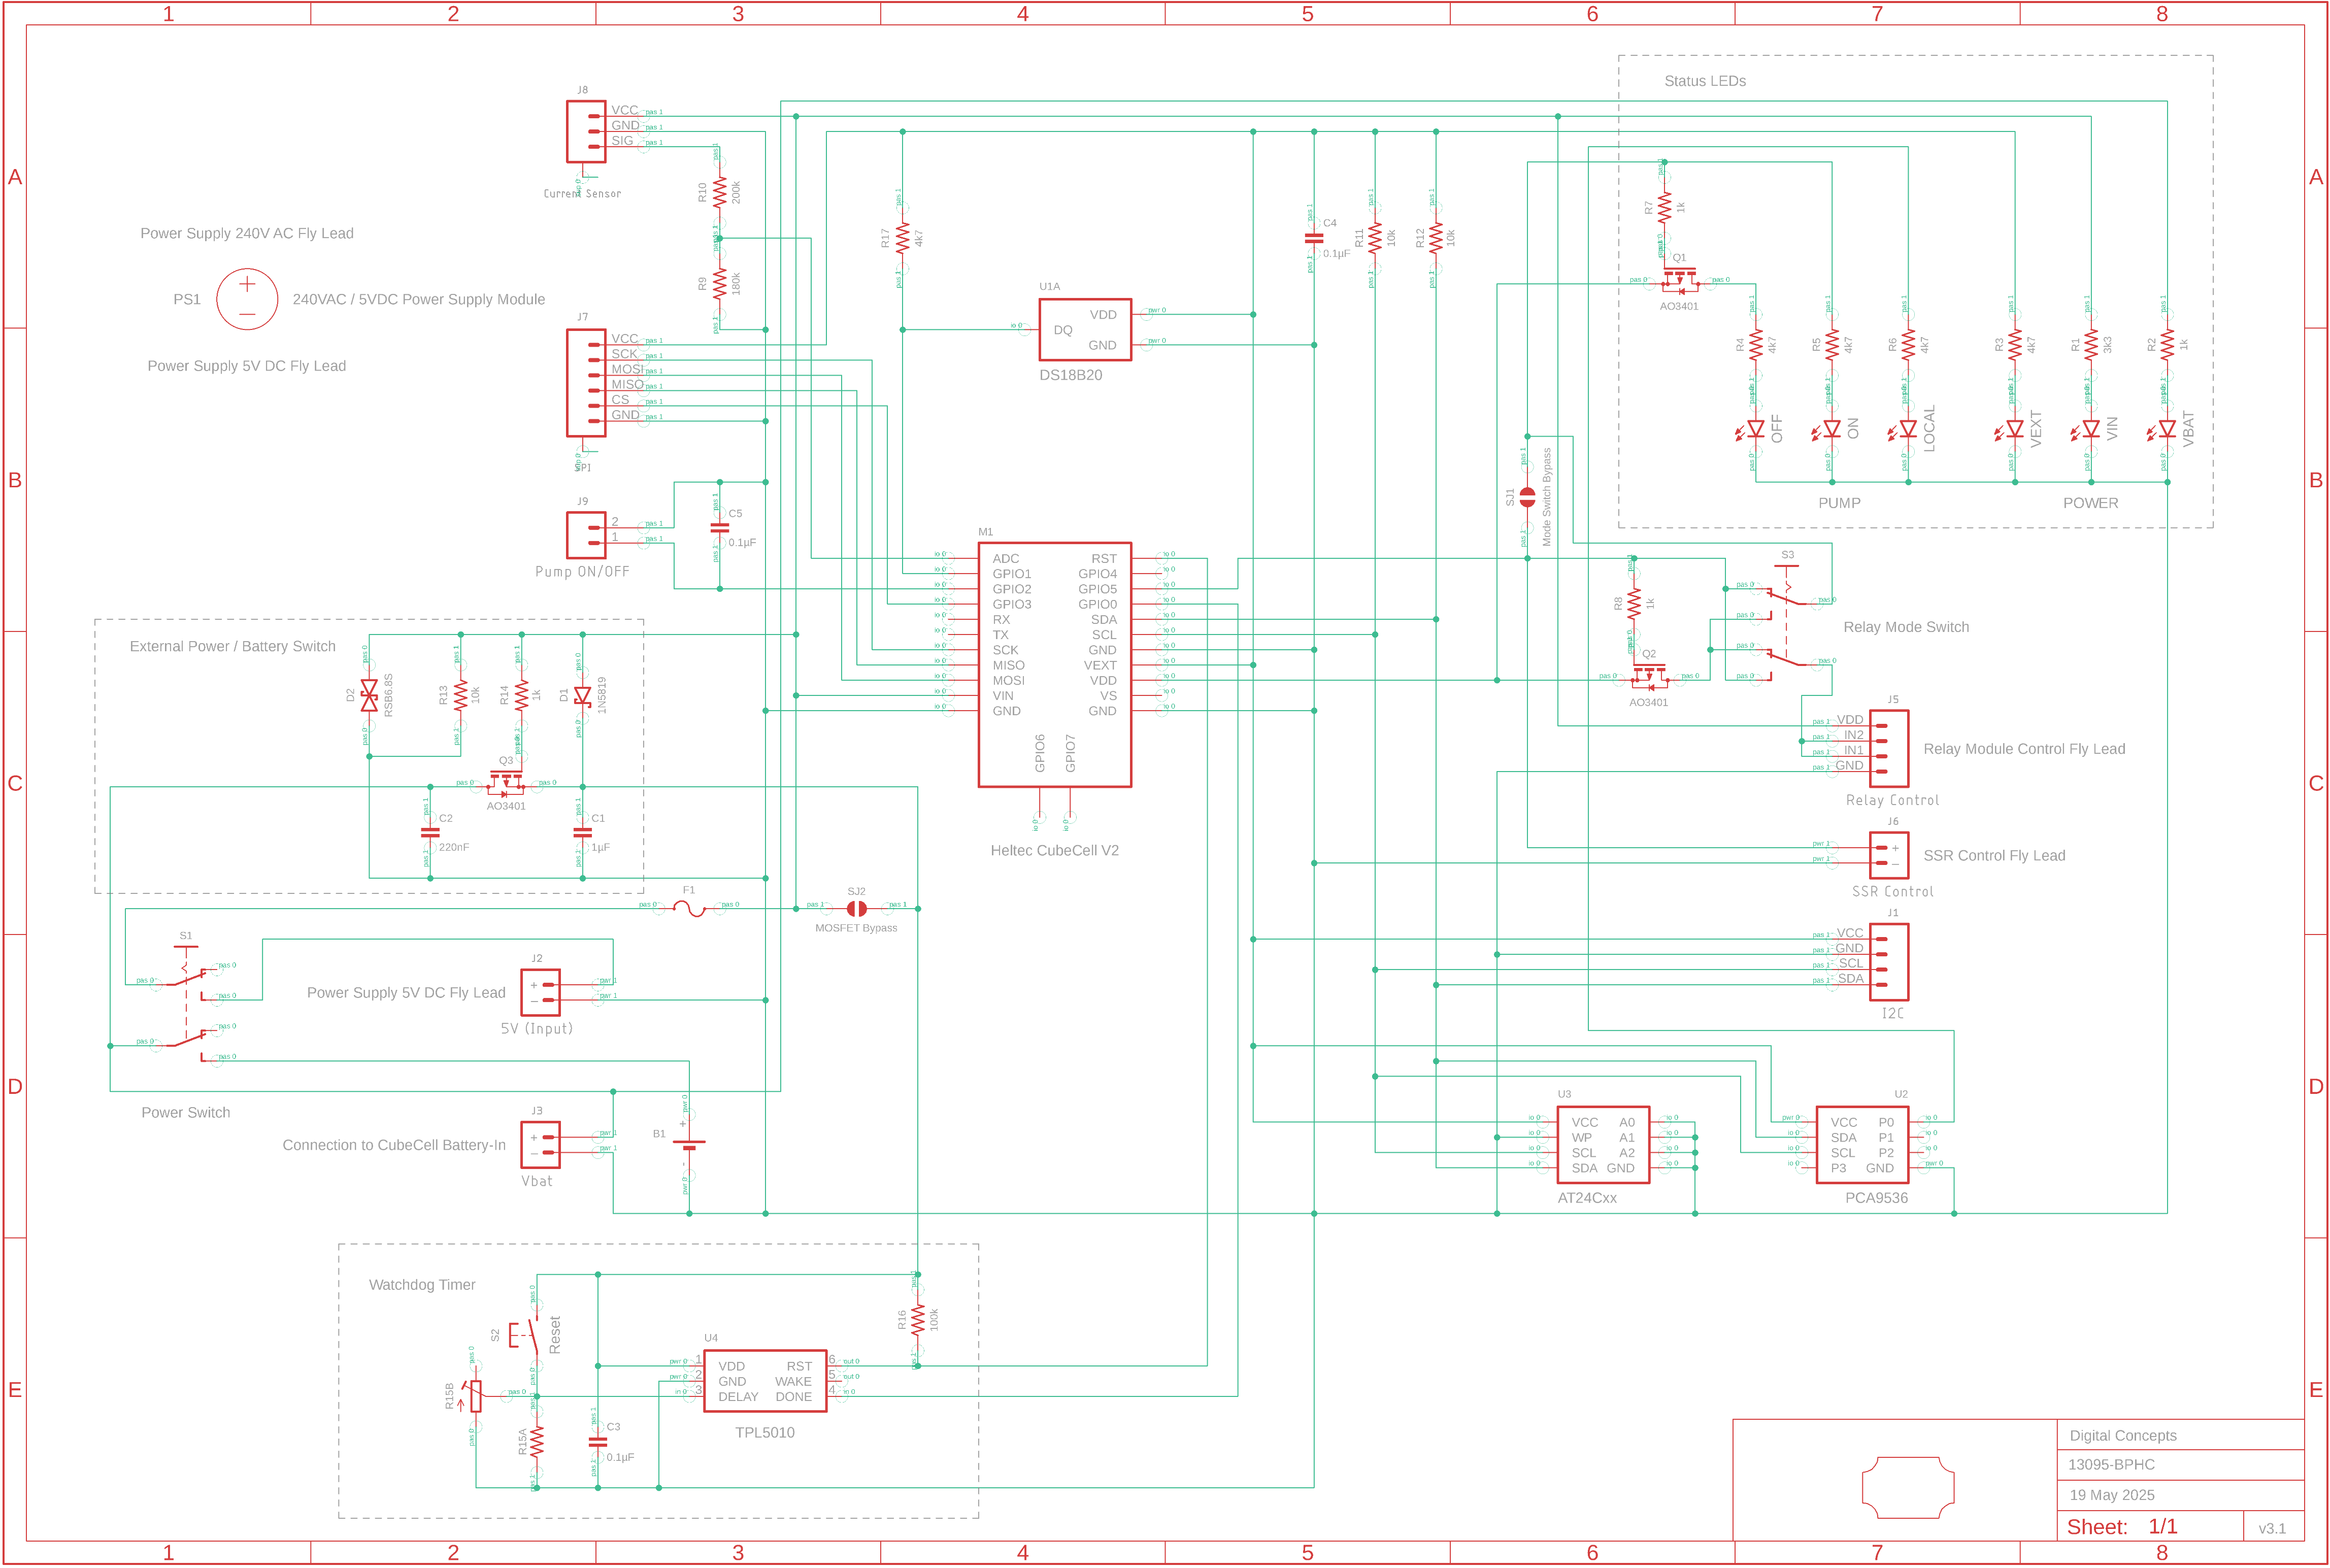 1 2 3 4 5 6 7 8
A
B
C
D
E
A
B
C
D
E
1 2 3 4 5 6 7 8
J8
VCC
GND
SIG
Current Sensor
R10
200k
R9
180k
Power Supply 240V AC Fly Lead
PS1
240VAC / 5VDC Power Supply Module
Power Supply 5V DC Fly Lead
J7
VCC
SCK
MOSI
MISO
CS
GND
SPI
J9
2
1
Pump ON/OFF
C5
0.1µF
R17
4k7
U1A
VDD
DQ
GND
DS18B20
C4
0.1µF
R11
10k
R12
10k
Status LEDs
R7
1k
Q1
AO3401
R4
4k7
R5
4k7
R6
4k7
R3
4k7
R1
3k3
R2
1k
OFF
ON
LOCAL
VEXT
VIN
VBAT
PUMP
POWER
SJ1
Mode Switch Bypass
M1
ADC RST
GPIO1 GPIO4
GPIO2 GPIO5
GPIO3 GPIO0
RX SDA
TX SCL
SCK GND
MISO VEXT
MOSI VDD
VIN VS
GND GND
GPIO6
GPIO7
Heltec CubeCell V2
R8
1k
Q2
AO3401
S3
Relay Mode Switch
J5
VDD
IN2
IN1
GND
Relay Module Control Fly Lead
Relay Control
J6
+
–
SSR Control Fly Lead
SSR Control
J1
VCC
GND
SCL
SDA
I2C
External Power / Battery Switch
D2
RSB6.8S
R13
10k
R14
1k
D1
1N5819
Q3
AO3401
C2
220nF
C1
1µF
F1
SJ2
MOSFET Bypass
S1
J2
+
–
Power Supply 5V DC Fly Lead
5V (Input)
Power Switch
J3
+
–
Connection to CubeCell Battery-In
Vbat
B1
+
-
U3
VCC A0
WP A1
SCL A2
SDA GND
AT24Cxx
U2
VCC P0
SDA P1
SCL P2
P3 GND
PCA9536
Watchdog Timer
S2
Reset
R15B
R15A
C3
0.1µF
U4
1 VDD RST 6
2 GND WAKE 5
3 DELAY DONE 4
TPL5010
R16
100k
Digital Concepts
13095-BPHC
19 May 2025
Sheet: 1/1
v3.1